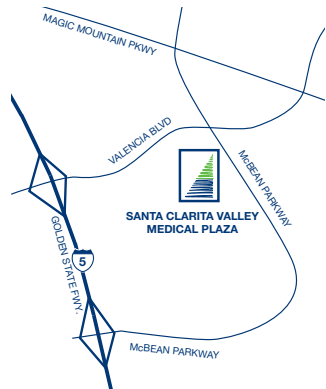 MAGIC MOUNTAIN PKWY
VALENCIA BLVD
McBEAN PARKWAY
SANTA CLARITA VALLEY
MEDICAL PLAZA
GOLDEN STATE FWY.
5
McBEAN PARKWAY